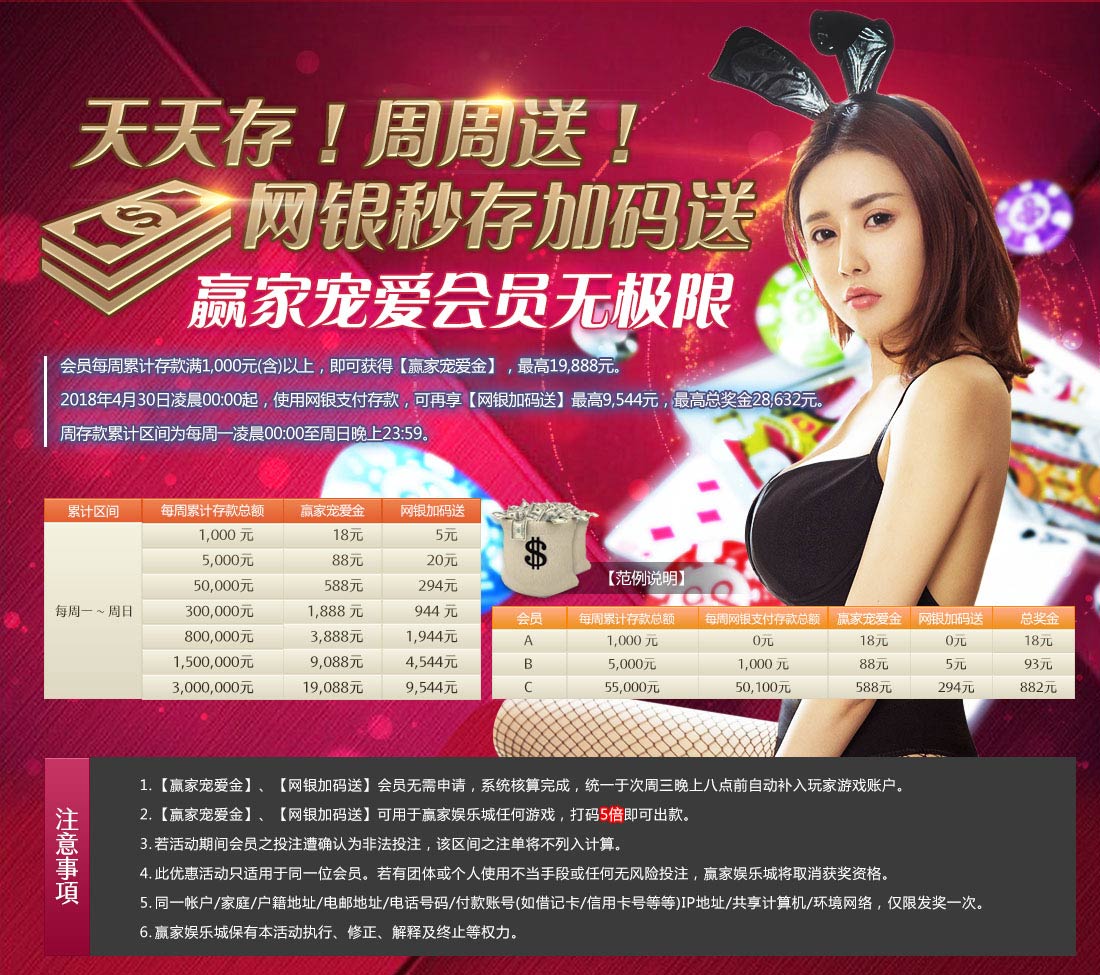 天天存！周周送！
网银秒存加码送
赢家宠爱会员无极限
会员每周累计存款满1,000元(含)以上，即可获得【赢家宠爱金】，最高19,888元。
2018年4月30日凌晨00:00起，使用网银支付存款，可再享【网银加码送】最高9,544元，最高总奖金28,632元。
周存款累计区间为每周一凌晨00:00至周日晚上23:59。
累计区间 每周累计存款总额 赢家宠爱金 网银加码送
1,000 元 18元 5元
5,000元 88元 20元
50,000元 588元 294元
每周一 ~ 周日 300,000元 1,888 元 944 元
800,000元 3,888元 1,944元
1,500,000元 9,088元 4,544元
3,000,000元 19,088元 9,544元
$
【范例说明】
会员 每周累计存款总额 每周网银支付存款总额 赢家宠爱金 网银加码送 总奖金
A 1,000 元 0元 18元 0元 18元
B 5,000元 1,000 元 88元 5元 93元
C 55,000元 50,100元 588元 294元 882元
注意事項
1.【赢家宠爱金】、【网银加码送】会员无需申请，系统核算完成，统一于次周三晚上八点前自动补入玩家游戏账户。
2.【赢家宠爱金】、【网银加码送】可用于赢家娱乐城任何游戏，打码5倍即可出款。
3.若活动期间会员之投注遭确认为非法投注，该区间之注单将不列入计算。
4.此优惠活动只适用于同一位会员。若有团体或个人使用不当手段或任何无风险投注，赢家娱乐城将取消获奖资格。
5.同一帐户/家庭/户籍地址/电邮地址/电话号码/付款账号(如借记卡/信用卡号等等)IP地址/共享计算机/环境网络，仅限发奖一次。
6.赢家娱乐城保有本活动执行、修正、解释及终止等权力。